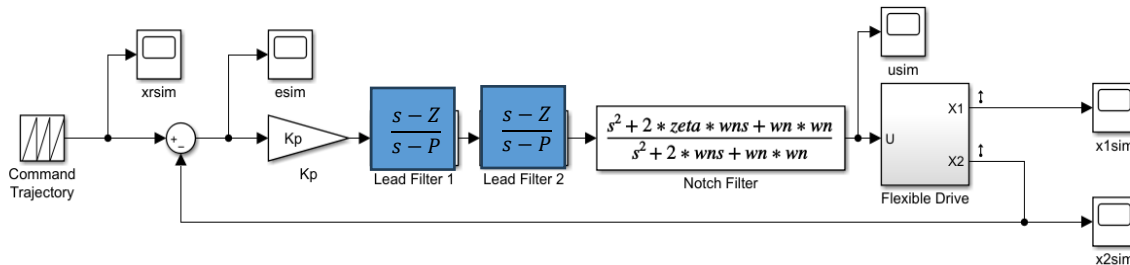 xrsim
esim
usim
Command
Trajectory
+
−
Kp
Kp
s − Z
s − P
Lead Filter 1
s − Z
s − P
Lead Filter 2
s² + 2 * zeta * wns + wn * wn
s² + 2 * wns + wn * wn
Notch Filter
U
X1
X2
Flexible Drive
x1sim
x2sim